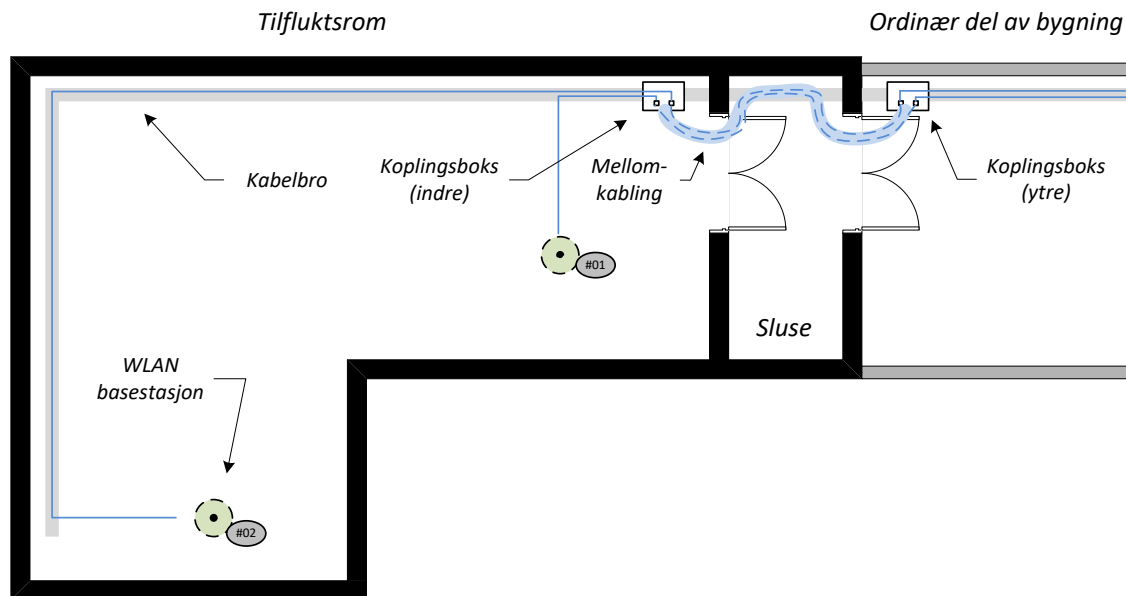 Tilfluktsrom
Ordinær del av bygning
Kabelbro
Koplingsboks
(indre)
Mellom-
kabling
Koplingsboks
(ytre)
#01
Sluse
WLAN
basestasjon
#02